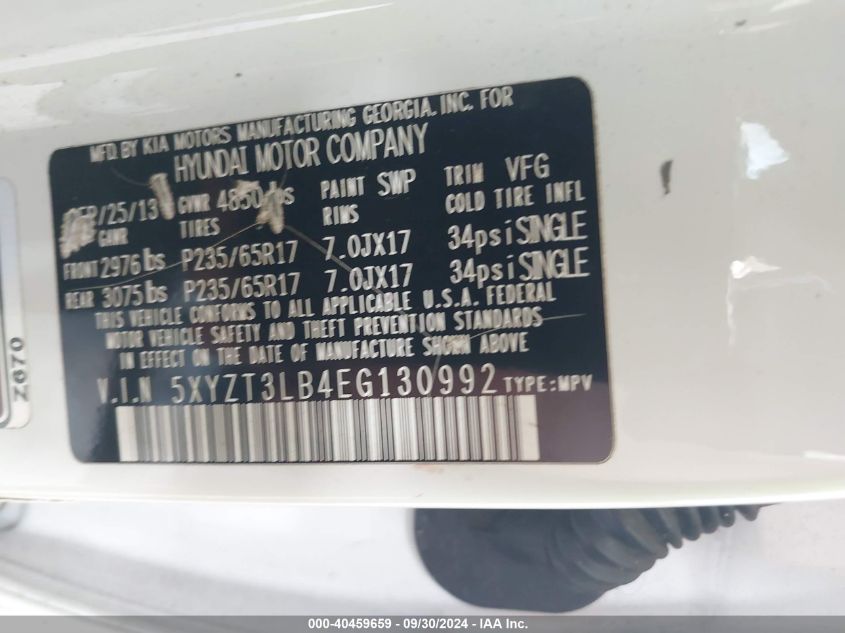 MFD. BY KIA MOTORS MANUFACTURING GEORGIA. INC. FOR
HYUNDAI MOTOR COMPANY
/25/13 GVWR 4850 lbs PAINT SWP TRIM VFG
GAWR TIRES RIMS COLD TIRE INFL
FRONT 2976 lbs P235/65R17 7.0JX17 34psi SINGLE
REAR 3075 lbs P235/65R17 7.0JX17 34psi SINGLE
THIS VEHICLE CONFORMS TO ALL APPLICABLE U.S.A. FEDERAL
MOTOR VEHICLE SAFETY AND THEFT PREVENTION STANDARDS
IN EFFECT ON THE DATE OF MANUFACTURE SHOWN ABOVE
V.I.N 5XYZT3LB4EG130992 TYPE:MPV
Z670
000-40459659 - 09/30/2024 - IAA Inc.